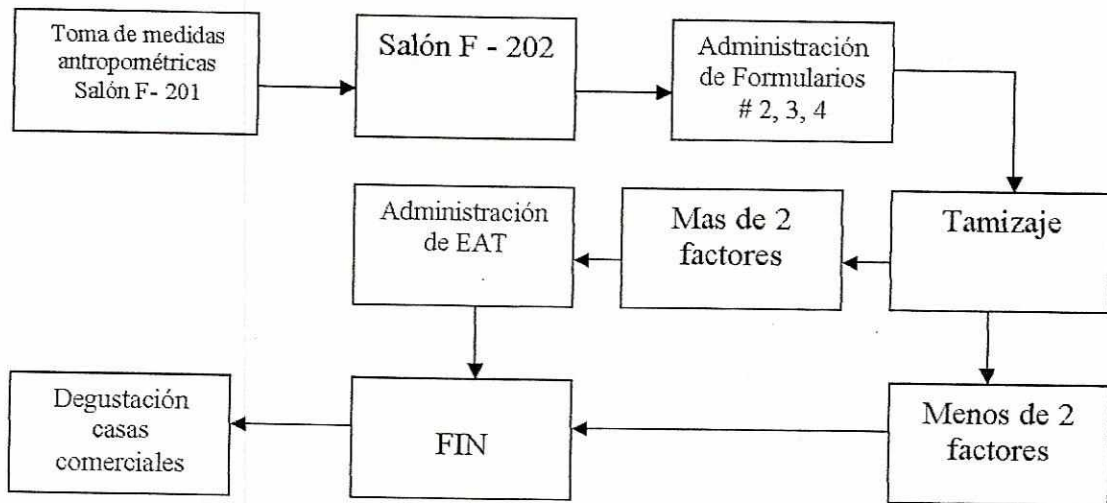 Toma de medidas
antropométricas
Salón F- 201
Salón F - 202
Administración
de Formularios
# 2, 3, 4
Tamizaje
Mas de 2
factores
Administración
de EAT
Menos de 2
factores
FIN
Degustación
casas
comerciales